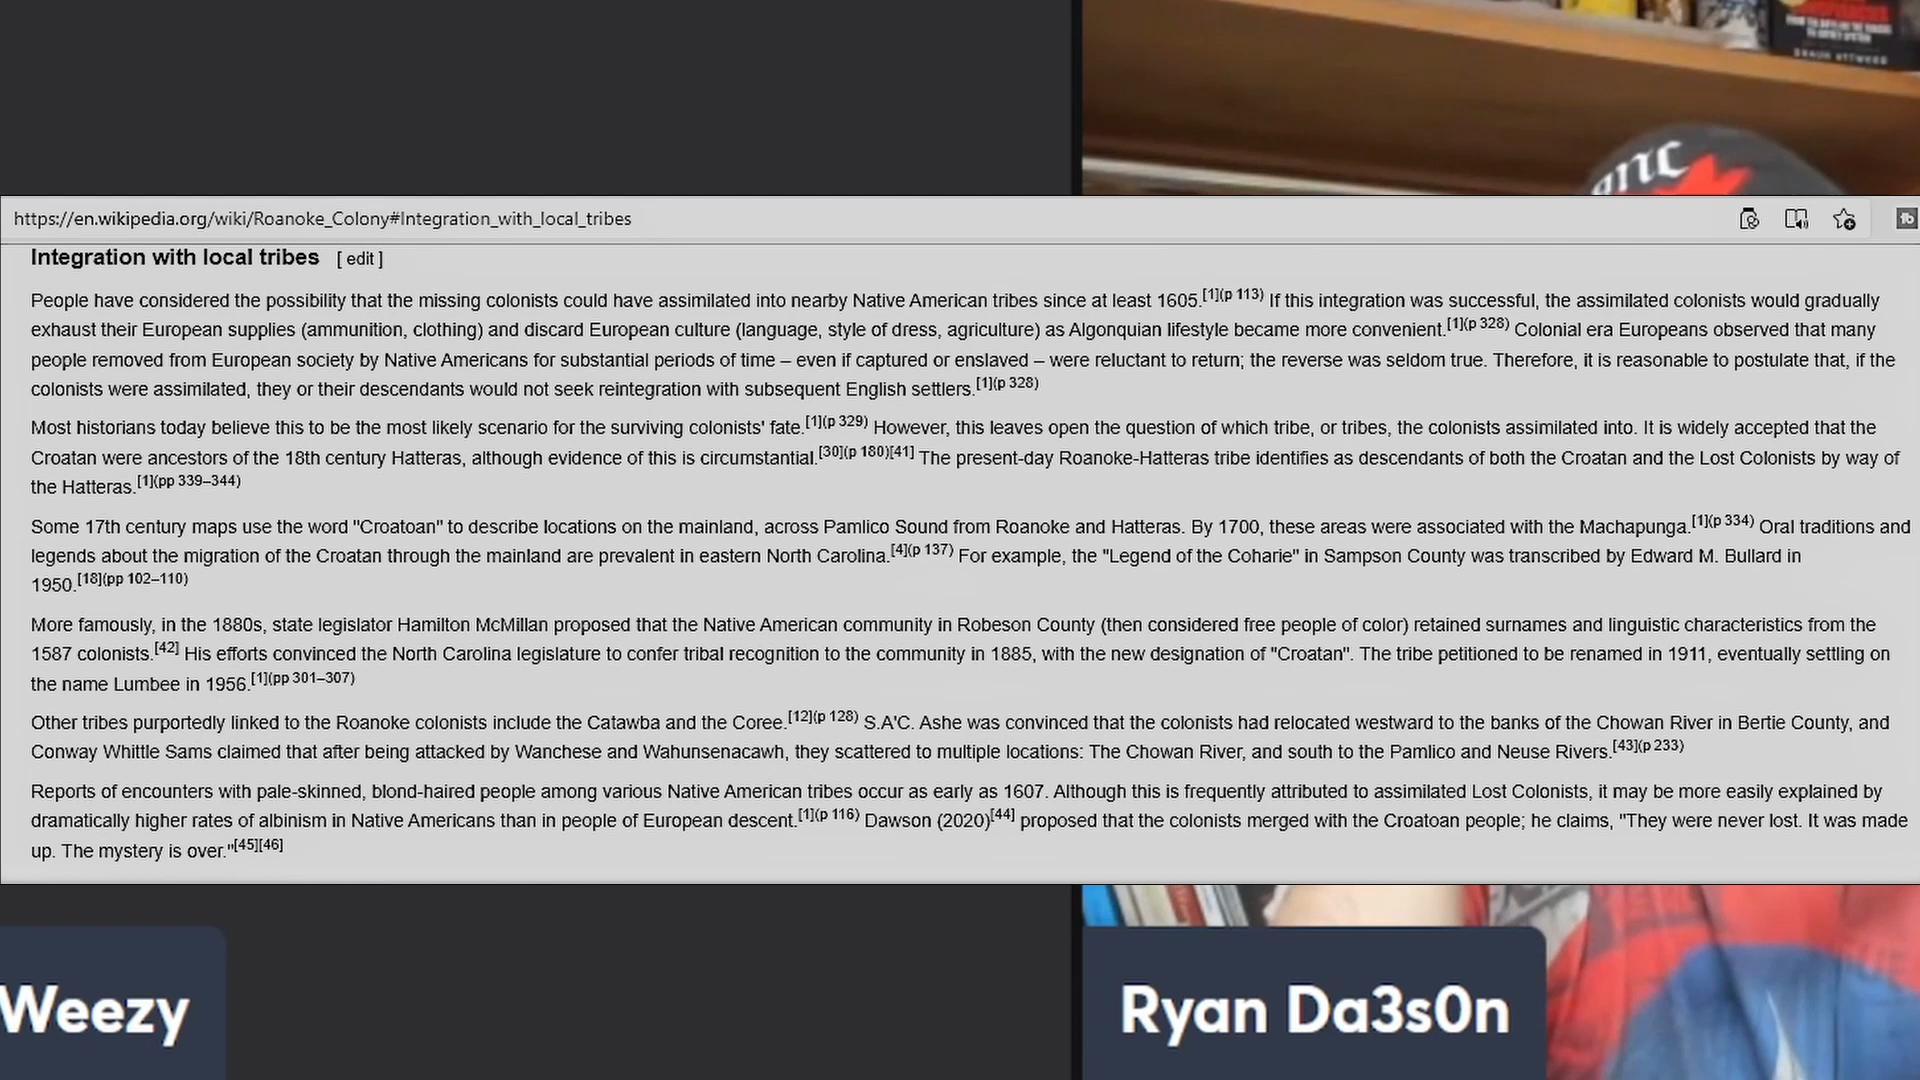 anc
FROM THE DAYS ON THE ROADS
SHAUN ATTWOOD
https://en.wikipedia.org/wiki/Roanoke_Colony#Integration_with_local_tribes
Integration with local tribes [ edit ]
People have considered the possibility that the missing colonists could have assimilated into nearby Native American tribes since at least 1605.[1](p 113) If this integration was successful, the assimilated colonists would gradually
exhaust their European supplies (ammunition, clothing) and discard European culture (language, style of dress, agriculture) as Algonquian lifestyle became more convenient.[1](p 328) Colonial era Europeans observed that many
people removed from European society by Native Americans for substantial periods of time – even if captured or enslaved – were reluctant to return; the reverse was seldom true. Therefore, it is reasonable to postulate that, if the
colonists were assimilated, they or their descendants would not seek reintegration with subsequent English settlers.[1](p 328)
Most historians today believe this to be the most likely scenario for the surviving colonists' fate.[1](p 329) However, this leaves open the question of which tribe, or tribes, the colonists assimilated into. It is widely accepted that the
Croatan were ancestors of the 18th century Hatteras, although evidence of this is circumstantial.[30](p 180)[41] The present-day Roanoke-Hatteras tribe identifies as descendants of both the Croatan and the Lost Colonists by way of
the Hatteras.[1](pp 339–344)
Some 17th century maps use the word "Croatoan" to describe locations on the mainland, across Pamlico Sound from Roanoke and Hatteras. By 1700, these areas were associated with the Machapunga.[1](p 334) Oral traditions and
legends about the migration of the Croatan through the mainland are prevalent in eastern North Carolina.[4](p 137) For example, the "Legend of the Coharie" in Sampson County was transcribed by Edward M. Bullard in
1950.[18](pp 102–110)
More famously, in the 1880s, state legislator Hamilton McMillan proposed that the Native American community in Robeson County (then considered free people of color) retained surnames and linguistic characteristics from the
1587 colonists.[42] His efforts convinced the North Carolina legislature to confer tribal recognition to the community in 1885, with the new designation of "Croatan". The tribe petitioned to be renamed in 1911, eventually settling on
the name Lumbee in 1956.[1](pp 301–307)
Other tribes purportedly linked to the Roanoke colonists include the Catawba and the Coree.[12](p 128) S.A'C. Ashe was convinced that the colonists had relocated westward to the banks of the Chowan River in Bertie County, and
Conway Whittle Sams claimed that after being attacked by Wanchese and Wahunsenacawh, they scattered to multiple locations: The Chowan River, and south to the Pamlico and Neuse Rivers.[43](p 233)
Reports of encounters with pale-skinned, blond-haired people among various Native American tribes occur as early as 1607. Although this is frequently attributed to assimilated Lost Colonists, it may be more easily explained by
dramatically higher rates of albinism in Native Americans than in people of European descent.[1](p 116) Dawson (2020)[44] proposed that the colonists merged with the Croatoan people; he claims, "They were never lost. It was made
up. The mystery is over."[45][46]
Weezy
Ryan Da3s0n